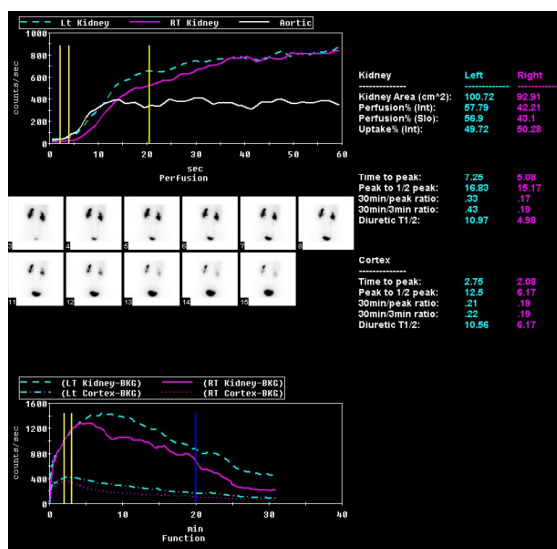 Lt Kidney RT Kidney Aortic
counts/sec
1000
800
600
400
200
0
0 10 20 30 40 50 60
sec
Perfusion
Kidney Left Right
-------------- -------- --------
Kidney Area (cm^2): 100.72 92.91
Perfusion% (Int): 57.79 42.21
Perfusion% (Slo): 56.9 43.1
Uptake% (Int): 49.72 50.28
Time to peak: 7.25 5.08
Peak to 1/2 peak: 16.83 15.17
30min/peak ratio: .33 .17
30min/3min ratio: .43 .19
Diuretic T1/2: 10.97 4.98
3 4 5 6 7 8
11 12 13 14 15
Cortex
--------------
Time to peak: 2.75 2.08
Peak to 1/2 peak: 12.5 6.17
30min/peak ratio: .21 .19
30min/3min ratio: .22 .19
Diuretic T1/2: 10.56 6.17
(LT Kidney-BKG) (RT Kidney-BKG)
(Lt Cortex-BKG) (RT Cortex-BKG)
counts/sec
1600
1200
800
400
0
0 10 20 30 40
min
Function